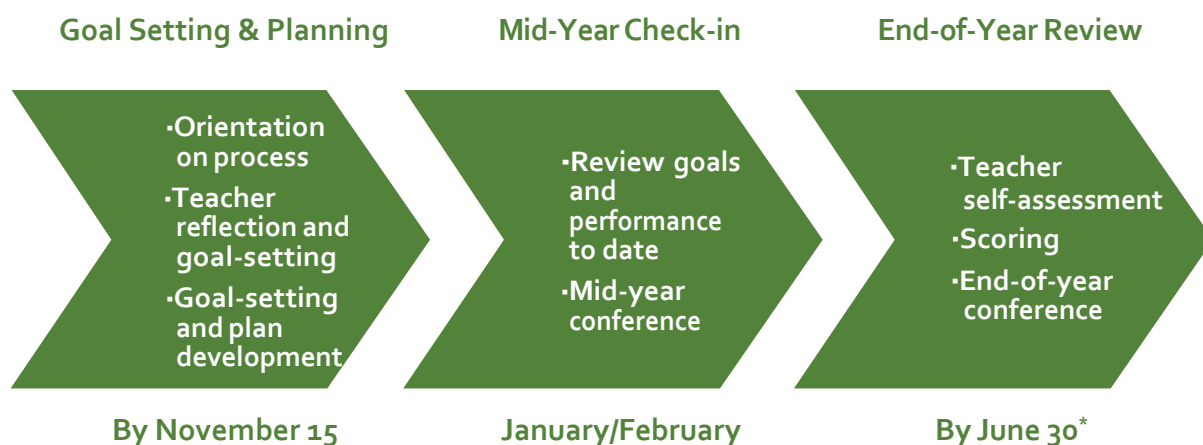 Goal Setting & Planning
Mid-Year Check-in
End-of-Year Review
▪Orientation
on process
▪Teacher
reflection and
goal-setting
▪Goal-setting
and plan
development
▪Review goals
and
performance
to date
▪Mid-year
conference
▪Teacher
self-assessment
▪Scoring
▪End-of-year
conference
By November 15
January/February
By June 30*